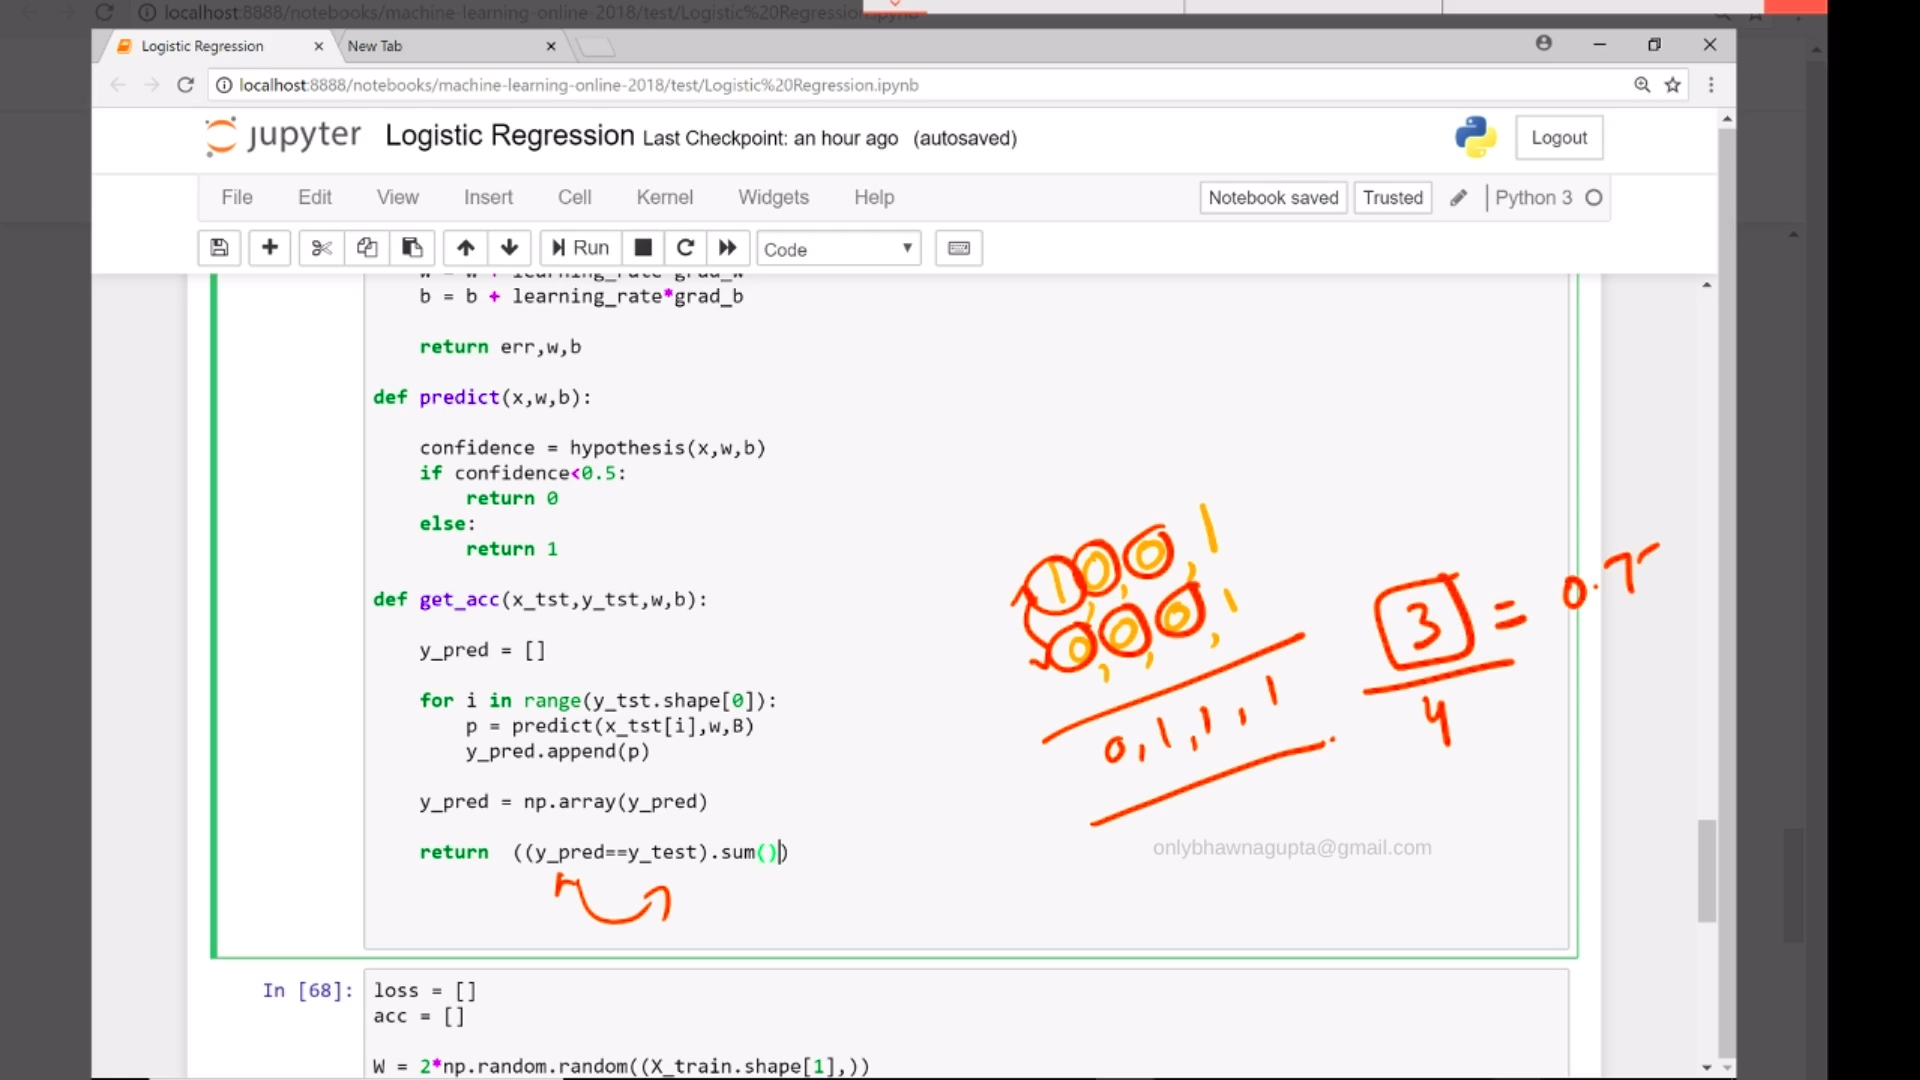 localhost:8888/notebooks/machine-learning-online-2018/test/Logistic%20Regression.ipynb
Logistic Regression
New Tab
localhost:8888/notebooks/machine-learning-online-2018/test/Logistic%20Regression.ipynb
jupyter Logistic Regression Last Checkpoint: an hour ago (autosaved) Logout
File Edit View Insert Cell Kernel Widgets Help Notebook saved Trusted Python 3
Run Code
b = b + learning_rate*grad_b
return err,w,b
def predict(x,w,b):
confidence = hypothesis(x,w,b)
if confidence<0.5:
return 0
else:
return 1
def get_acc(x_tst,y_tst,w,b):
y_pred = []
for i in range(y_tst.shape[0]):
p = predict(x_tst[i],w,B)
y_pred.append(p)
y_pred = np.array(y_pred)
return ((y_pred==y_test).sum())
1 0, 0, 1
0, 0, 0, 1
0, 1, 1, 1
3 = 0.7
4
onlybhawnagupta@gmail.com
In [68]: loss = []
acc = []
W = 2*np.random.random((X_train.shape[1],))